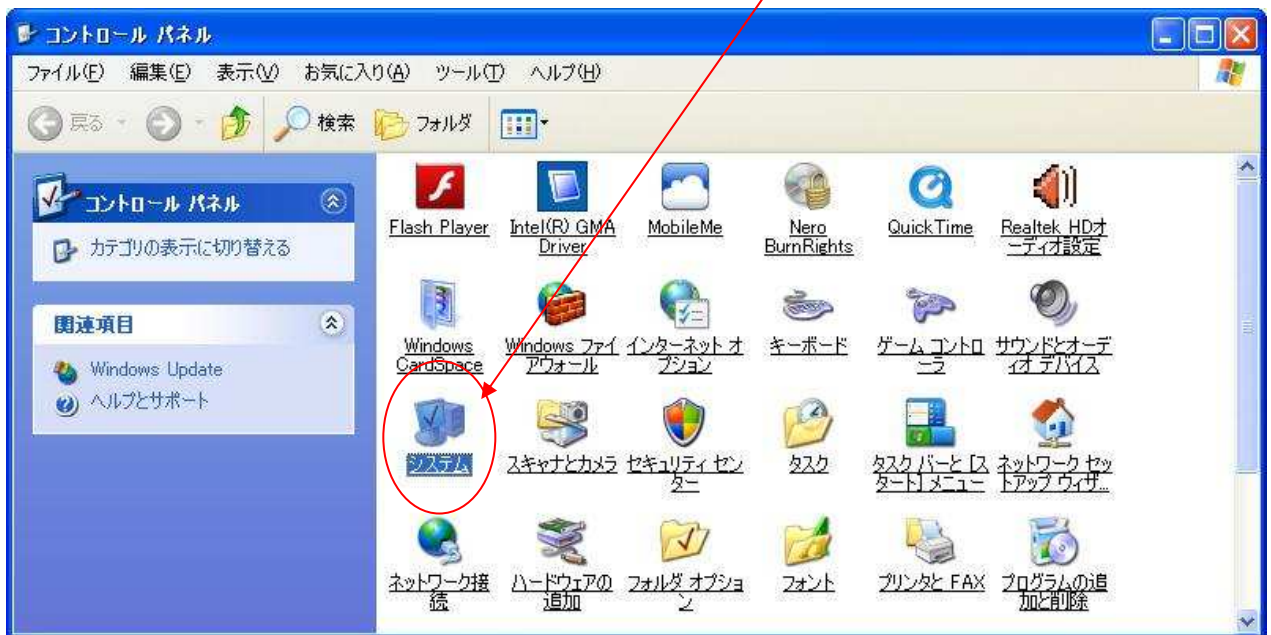 コントロール パネル
ファイル(F) 編集(E) 表示(V) お気に入り(A) ツール(T) ヘルプ(H)
戻る 検索 フォルダ
コントロール パネル
カテゴリの表示に切り替える
関連項目
Windows Update
ヘルプとサポート
Flash Player
Intel(R) GMA
Driver
MobileMe
Nero
BurnRights
QuickTime
Realtek HDオ
ーディオ設定
Windows
CardSpace
Windows ファイ
アウォール
インターネット オ
プション
キーボード
ゲーム コントロ
ーラ
サウンドとオーデ
ィオ デバイス
システム
スキャナとカメラ
セキュリティ セン
ター
タスク
タスク バーと [ス
タート] メニュー
ネットワーク セッ
トアップ ウィザ...
ネットワーク接
続
ハードウェアの
追加
フォルダ オプショ
ン
フォント
プリンタと FAX
プログラムの追
加と削除